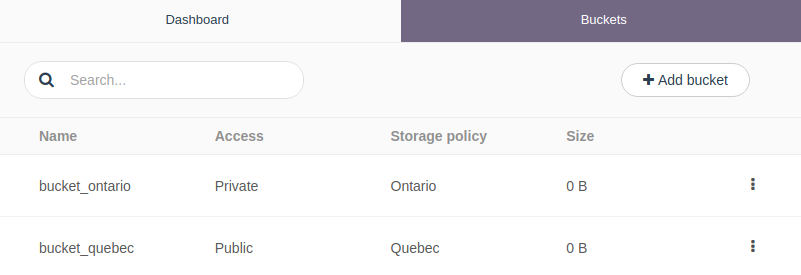 Dashboard Buckets
Search... Add bucket
Name Access Storage policy Size
bucket_ontario Private Ontario 0 B
bucket_quebec Public Quebec 0 B